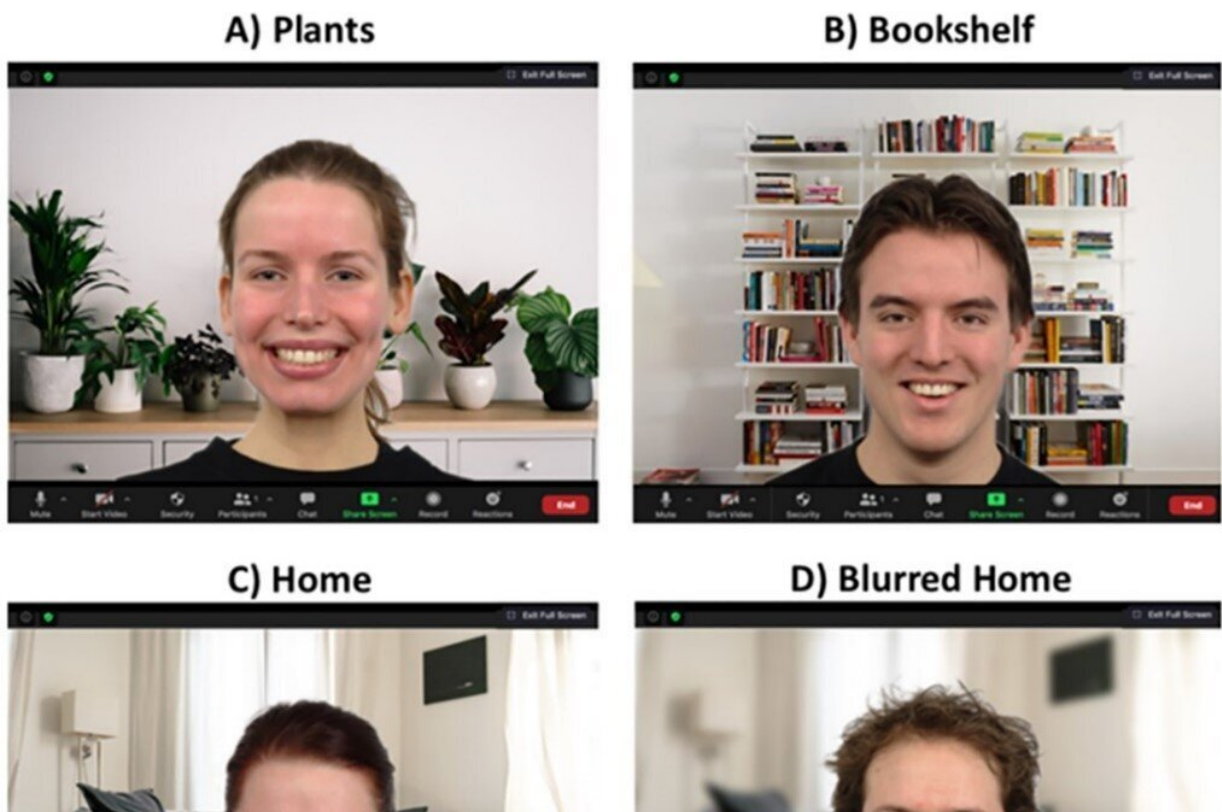 A) Plants
B) Bookshelf
Exit Full Screen
Exit Full Screen
Mute Start Video Security Participants 1 Chat Share Screen Record Reactions End
Mute Start Video Security Participants 1 Chat Share Screen Record Reactions End
C) Home
D) Blurred Home
Exit Full Screen
Exit Full Screen